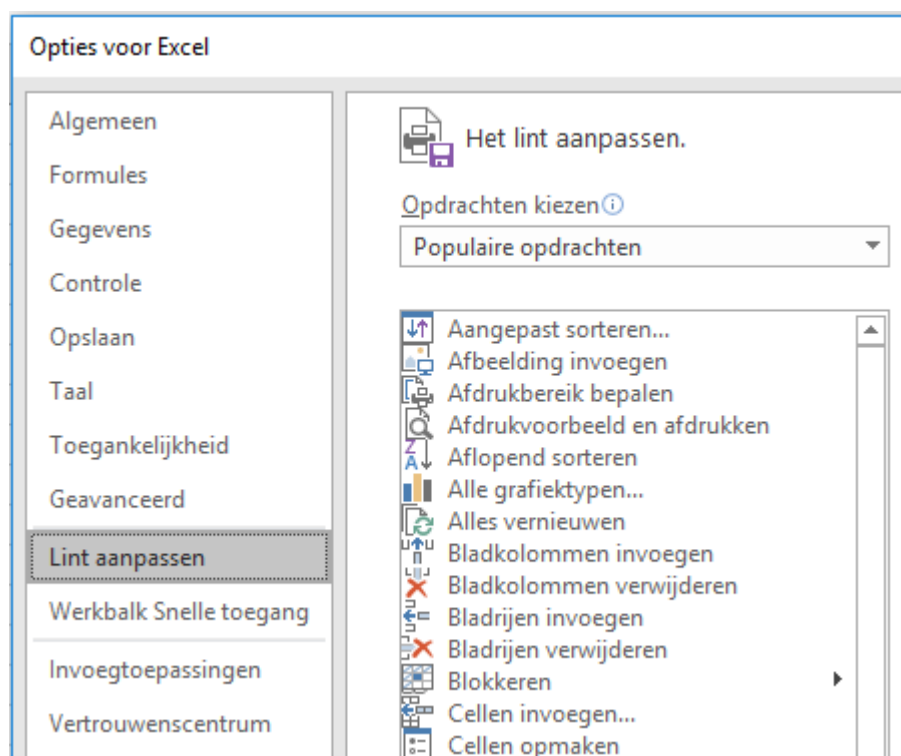 Opties voor Excel
Algemeen
Formules
Gegevens
Controle
Opslaan
Taal
Toegankelijkheid
Geavanceerd
Lint aanpassen
Werkbalk Snelle toegang
Invoegtoepassingen
Vertrouwenscentrum
Het lint aanpassen.
Opdrachten kiezen
Populaire opdrachten
Aangepast sorteren...
Afbeelding invoegen
Afdrukbereik bepalen
Afdrukvoorbeeld en afdrukken
Aflopend sorteren
Alle grafiektypen...
Alles vernieuwen
Bladkolommen invoegen
Bladkolommen verwijderen
Bladrijen invoegen
Bladrijen verwijderen
Blokkeren
Cellen invoegen...
Cellen opmaken